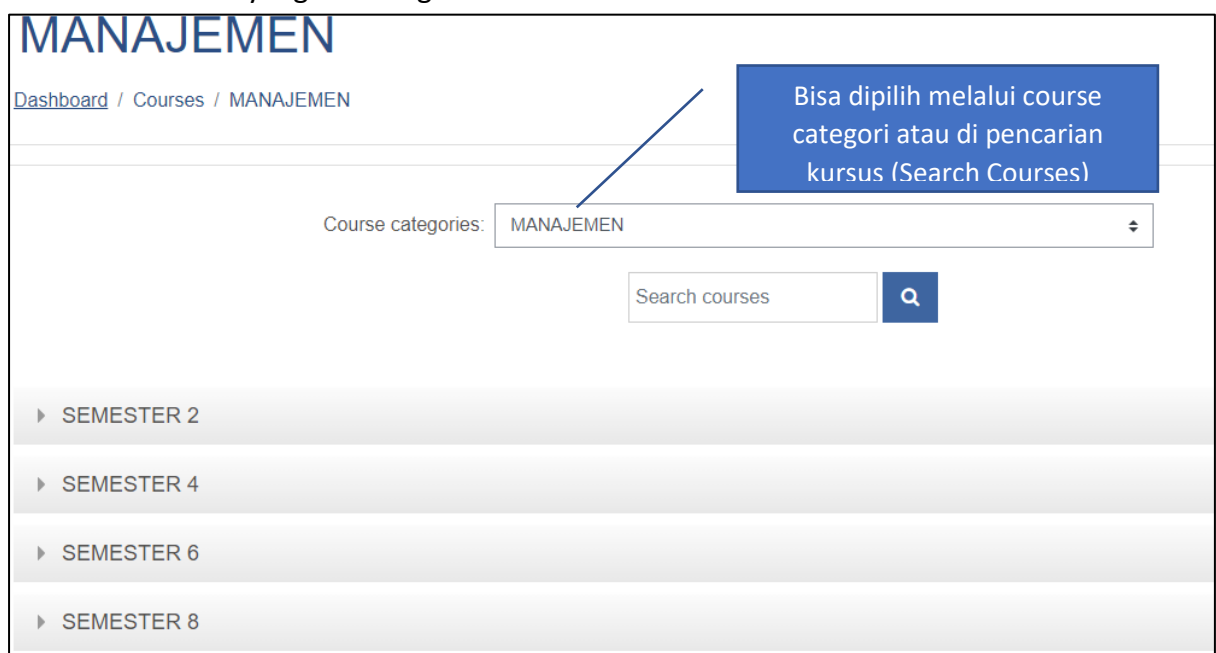 MANAJEMEN
Dashboard / Courses / MANAJEMEN
Bisa dipilih melalui course
categori atau di pencarian
kursus (Search Courses)
Course categories: MANAJEMEN
Search courses
SEMESTER 2
SEMESTER 4
SEMESTER 6
SEMESTER 8